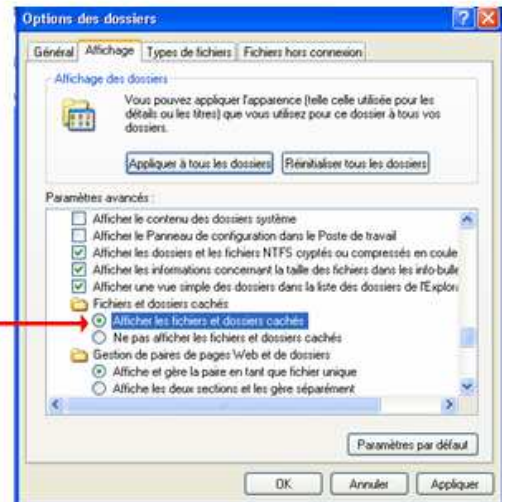 Options des dossiers
Général Affichage Types de fichiers Fichiers hors connexion
Affichage des dossiers
Vous pouvez appliquer l'apparence (telle celle utilisée pour les
détails ou les titres) que vous utilisez pour ce dossier à tous vos
dossiers.
Appliquer à tous les dossiers Réinitialiser tous les dossiers
Paramètres avancés :
Afficher le contenu des dossiers système
Afficher le Panneau de configuration dans le Poste de travail
Afficher les dossiers et les fichiers NTFS cryptés ou compressés en coule
Afficher les informations concernant la taille des fichiers dans les info-bulle
Afficher une vue simple des dossiers dans la liste des dossiers de l'Explora
Fichiers et dossiers cachés
Afficher les fichiers et dossiers cachés
Ne pas afficher les fichiers et dossiers cachés
Gestion de paires de pages Web et de dossiers
Affiche et gère la paire en tant que fichier unique
Affiche les deux sections et les gère séparément
Paramètres par défaut
OK Annuler Appliquer